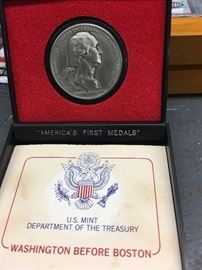 "AMERICA'S FIRST MEDALS"
U.S. MINT
DEPARTMENT OF THE TREASURY
WASHINGTON BEFORE BOSTON